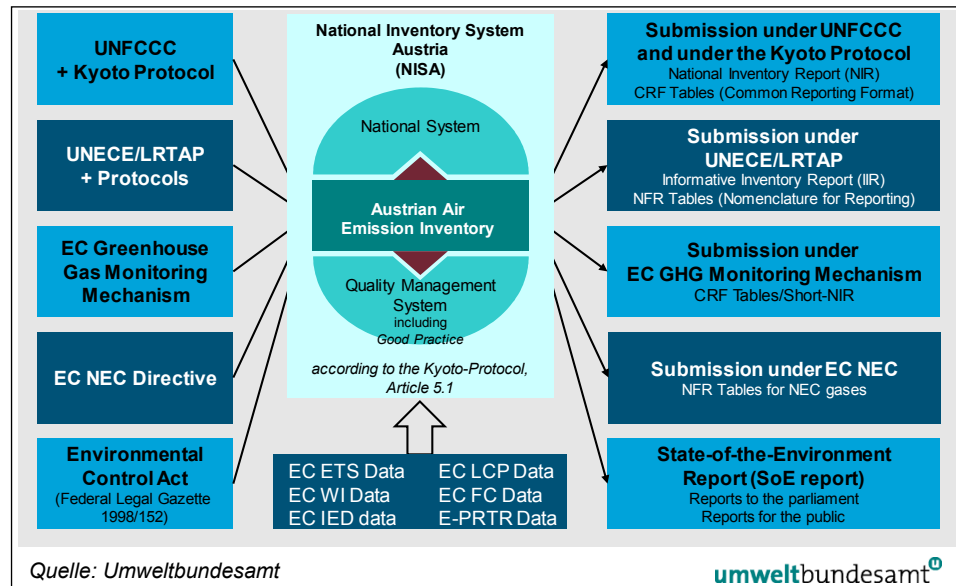 UNFCCC
+ Kyoto Protocol
UNECE/LRTAP
+ Protocols
EC Greenhouse
Gas Monitoring
Mechanism
EC NEC Directive
Environmental
Control Act
(Federal Legal Gazette
1998/152)
National Inventory System
Austria
(NISA)
National System
Austrian Air
Emission Inventory
Quality Management
System
including
Good Practice
according to the Kyoto-Protocol,
Article 5.1
EC ETS Data EC LCP Data
EC WI Data EC FC Data
EC IED data E-PRTR Data
Submission under UNFCCC
and under the Kyoto Protocol
National Inventory Report (NIR)
CRF Tables (Common Reporting Format)
Submission under
UNECE/LRTAP
Informative Inventory Report (IIR)
NFR Tables (Nomenclature for Reporting)
Submission under
EC GHG Monitoring Mechanism
CRF Tables/Short-NIR
Submission under EC NEC
NFR Tables for NEC gases
State-of-the-Environment
Report (SoE report)
Reports to the parliament
Reports for the public
Quelle: Umweltbundesamt
umweltbundesamt u